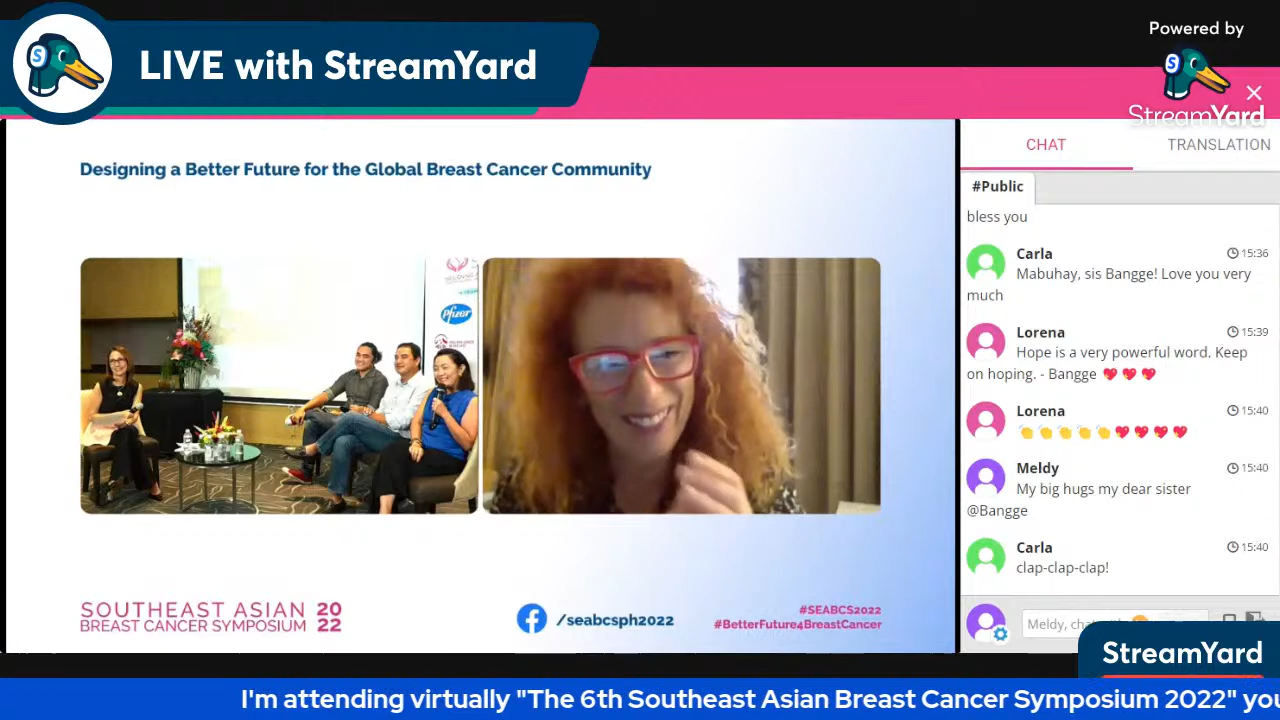 LIVE with StreamYard
Powered by
StreamYard
CHAT
TRANSLATION
#Public
bless you
Carla
15:36
Mabuhay, sis Bangge! Love you very
much
Lorena
15:39
Hope is a very powerful word. Keep
on hoping. - Bangge 💖 💖 💖
Lorena
15:40
👏 👏 👏 👏 👏 💖 💖 💖 💖
Meldy
15:40
My big hugs my dear sister
@Bangge
Carla
15:40
clap-clap-clap!
Designing a Better Future for the Global Breast Cancer Community
Pfizer
SOUTHEAST ASIAN 20
BREAST CANCER SYMPOSIUM 22
/seabcsph2022
#SEABCS2022
#BetterFuture4BreastCancer
StreamYard
I'm attending virtually "The 6th Southeast Asian Breast Cancer Symposium 2022" you